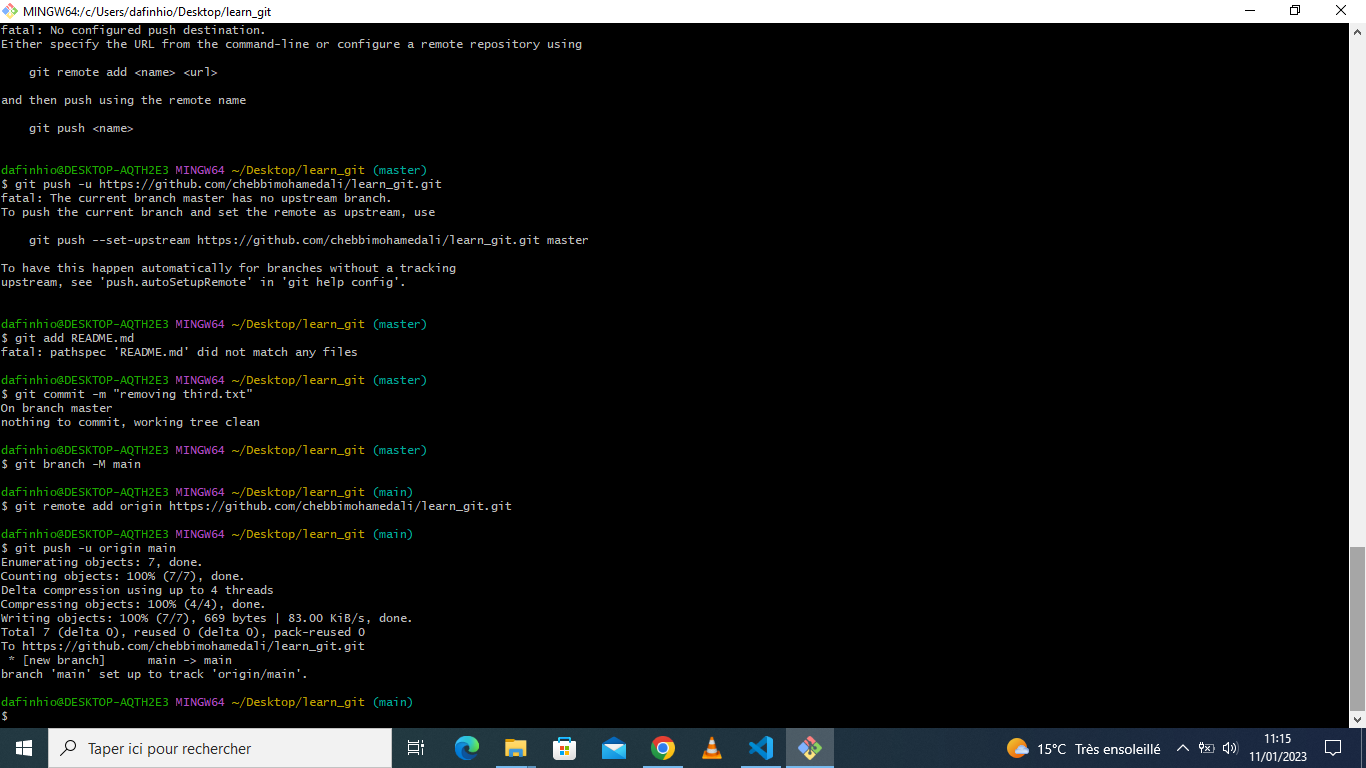 MINGW64:/c/Users/dafinhio/Desktop/learn_git
fatal: No configured push destination.
Either specify the URL from the command-line or configure a remote repository using
git remote add <name> <url>
and then push using the remote name
git push <name>
dafinhio@DESKTOP-AQTH2E3 MINGW64 ~/Desktop/learn_git (master)
$ git push -u https://github.com/chebbimohamedali/learn_git.git
fatal: The current branch master has no upstream branch.
To push the current branch and set the remote as upstream, use
git push --set-upstream https://github.com/chebbimohamedali/learn_git.git master
To have this happen automatically for branches without a tracking
upstream, see 'push.autoSetupRemote' in 'git help config'.
dafinhio@DESKTOP-AQTH2E3 MINGW64 ~/Desktop/learn_git (master)
$ git add README.md
fatal: pathspec 'README.md' did not match any files
dafinhio@DESKTOP-AQTH2E3 MINGW64 ~/Desktop/learn_git (master)
$ git commit -m "removing third.txt"
On branch master
nothing to commit, working tree clean
dafinhio@DESKTOP-AQTH2E3 MINGW64 ~/Desktop/learn_git (master)
$ git branch -M main
dafinhio@DESKTOP-AQTH2E3 MINGW64 ~/Desktop/learn_git (main)
$ git remote add origin https://github.com/chebbimohamedali/learn_git.git
dafinhio@DESKTOP-AQTH2E3 MINGW64 ~/Desktop/learn_git (main)
$ git push -u origin main
Enumerating objects: 7, done.
Counting objects: 100% (7/7), done.
Delta compression using up to 4 threads
Compressing objects: 100% (4/4), done.
Writing objects: 100% (7/7), 669 bytes | 83.00 KiB/s, done.
Total 7 (delta 0), reused 0 (delta 0), pack-reused 0
To https://github.com/chebbimohamedali/learn_git.git
* [new branch]      main -> main
branch 'main' set up to track 'origin/main'.
dafinhio@DESKTOP-AQTH2E3 MINGW64 ~/Desktop/learn_git (main)
$
Taper ici pour rechercher
15°C Très ensoleillé
11:15
11/01/2023